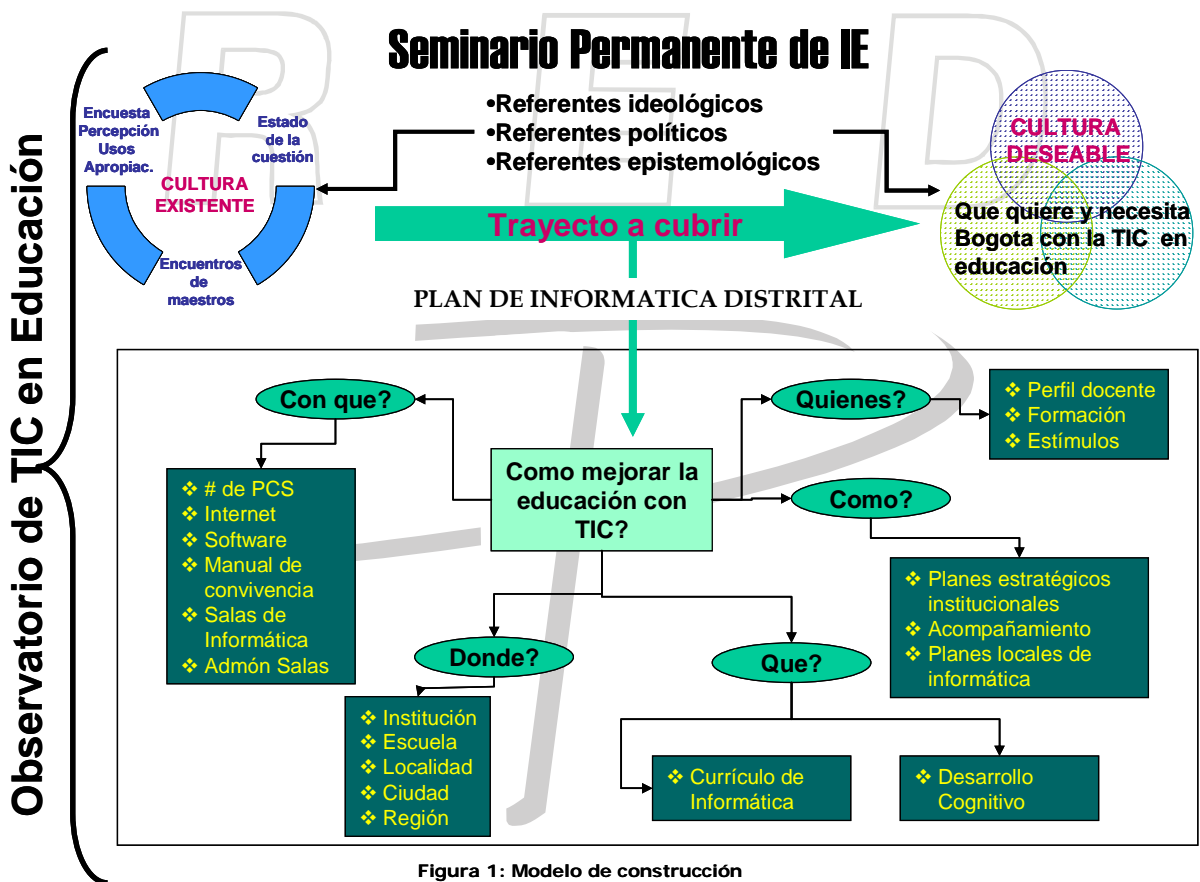 RED
P
Observatorio de TIC en Educación
Seminario Permanente de IE
•Referentes ideológicos
•Referentes políticos
•Referentes epistemológicos
Encuesta
Percepción
Usos
Apropiac.
Estado
de la
cuestión
CULTURA
EXISTENTE
Encuentros
de
maestros
Trayecto a cubrir
CULTURA
DESEABLE
Que quiere y necesita
Bogota con la TIC en
educación
PLAN DE INFORMATICA DISTRITAL
Con que?
❖ # de PCS
❖ Internet
❖ Software
❖ Manual de
convivencia
❖ Salas de
Informática
❖ Admón Salas
Como mejorar la
educación con
TIC?
Quienes?
❖ Perfil docente
❖ Formación
❖ Estímulos
Como?
❖ Planes estratégicos
institucionales
❖ Acompañamiento
❖ Planes locales de
informática
Donde?
❖ Institución
❖ Escuela
❖ Localidad
❖ Ciudad
❖ Región
Que?
❖ Currículo de
Informática
❖ Desarrollo
Cognitivo
Figura 1: Modelo de construcción